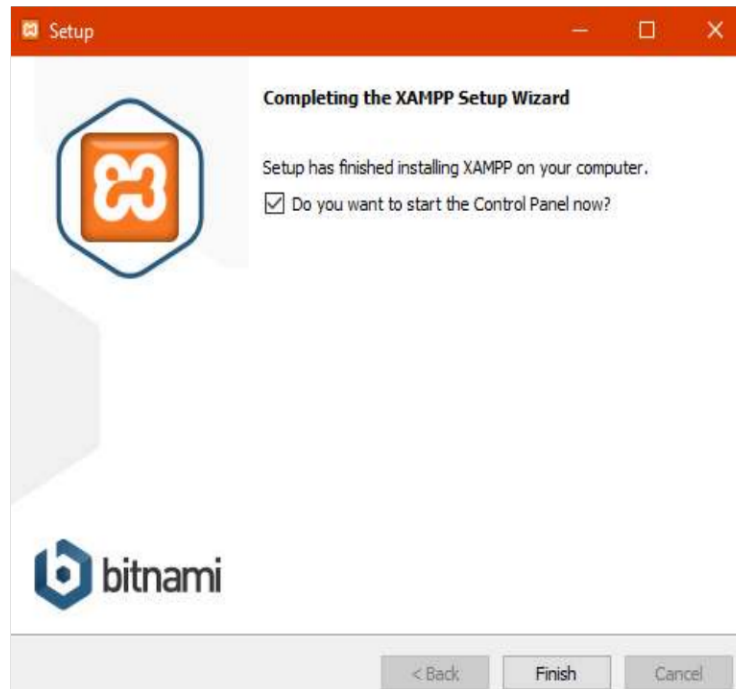 Setup
Completing the XAMPP Setup Wizard
Setup has finished installing XAMPP on your computer.
Do you want to start the Control Panel now?
bitnami
< Back Finish Cancel